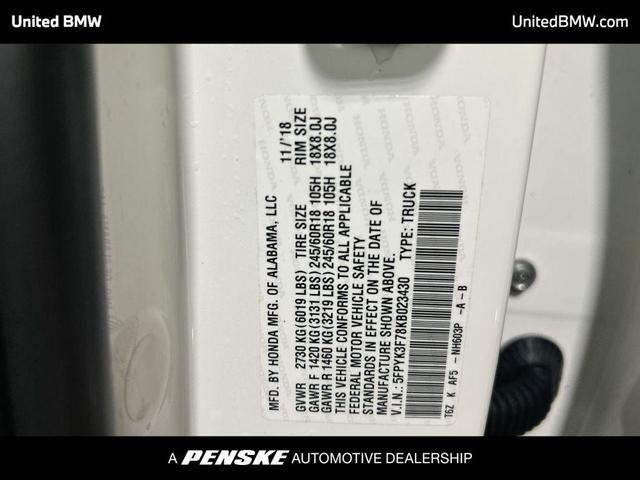 United BMW
UnitedBMW.com
MFD. BY HONDA MFG. OF ALABAMA, LLC 11/'18
GVWR 2730 KG(6019 LBS) TIRE SIZE RIM SIZE
GAWR F 1420 KG(3131 LBS) 245/60R18 105H 18X8.0J
GAWR R 1460 KG(3219 LBS) 245/60R18 105H 18X8.0J
THIS VEHICLE CONFORMS TO ALL APPLICABLE
FEDERAL MOTOR VEHICLE SAFETY
STANDARDS IN EFFECT ON THE DATE OF
MANUFACTURE SHOWN ABOVE.
V.I.N.: 5FPYK3F78KB023430 TYPE: TRUCK
T6Z K AF5 - NH603P -A-B
A PENSKE AUTOMOTIVE DEALERSHIP